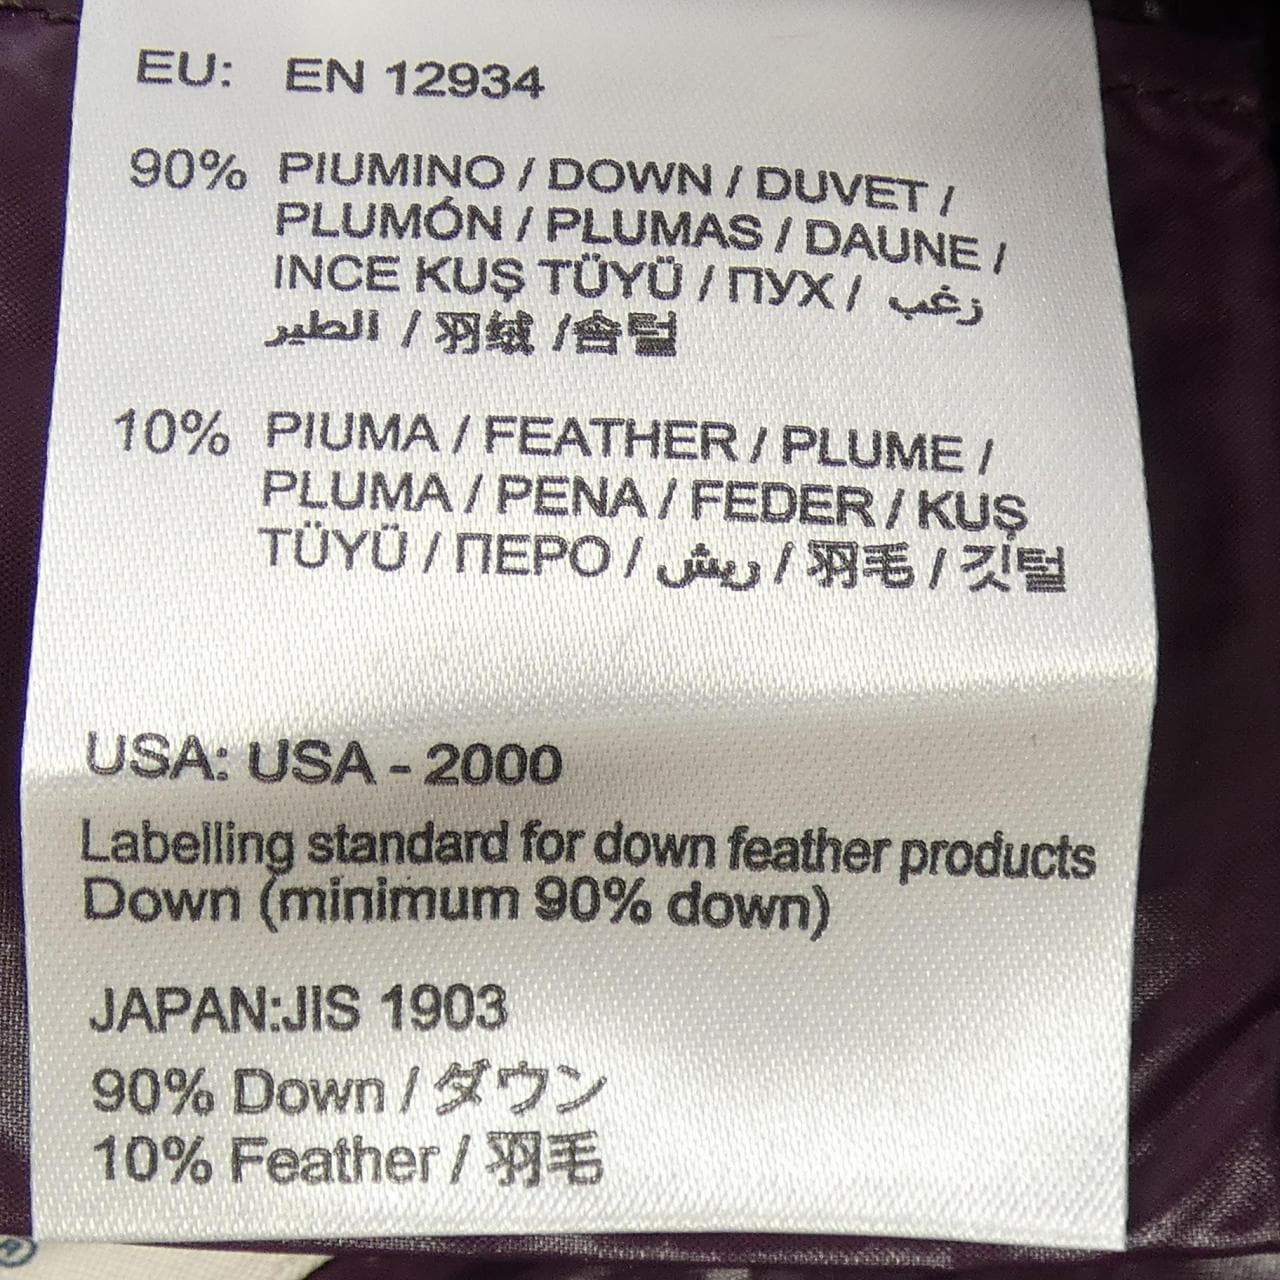 EU: EN 12934
90% PIUMINO / DOWN / DUVET /
PLUMÓN / PLUMAS / DAUNE /
INCE KUŞ TÜYÜ / ПУХ / زغب
الطير / 羽绒 /솜털
10% PIUMA / FEATHER / PLUME /
PLUMA / PENA / FEDER / KUŞ
TÜYÜ / ПЕРО / ريش / 羽毛 / 깃털
USA: USA - 2000
Labelling standard for down feather products
Down (minimum 90% down)
JAPAN:JIS 1903
90% Down / ダウン
10% Feather / 羽毛
®